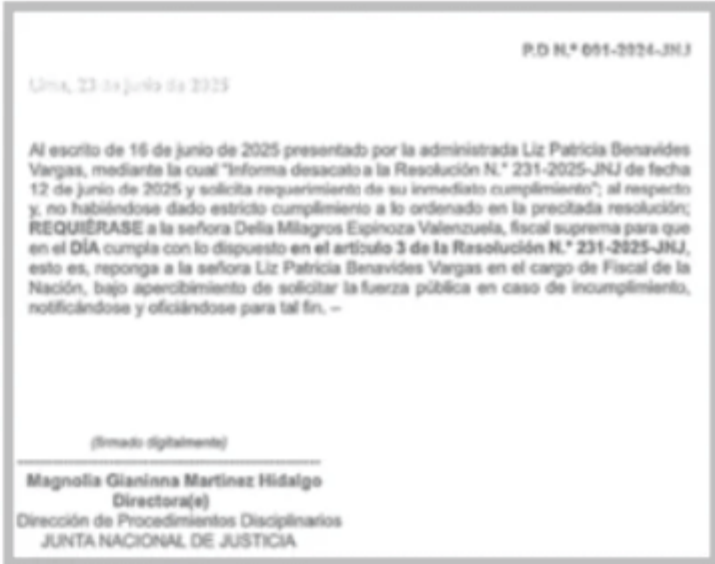 P.D N.° 001-2024-JNJ
Lima, 23 de junio de 2025
Al escrito de 16 de junio de 2025 presentado por la administrada Liz Patricia Benavides
Vargas, mediante la cual "Informa desacato a la Resolución N.° 231-2025-JNJ de fecha
12 de junio de 2025 y solicita requerimiento de su inmediato cumplimiento"; al respecto
y, no habiéndose dado estricto cumplimiento a lo ordenado en la precitada resolución;
REQUIÉRASE a la señora Delia Milagros Espinoza Valenzuela, fiscal suprema para que
en el DÍA cumpla con lo dispuesto en el artículo 3 de la Resolución N.° 231-2025-JNJ,
esto es, reponga a la señora Liz Patricia Benavides Vargas en el cargo de Fiscal de la
Nación, bajo apercibimiento de solicitar la fuerza pública en caso de incumplimiento,
notificándose y oficiándose para tal fin. –
(firmado digitalmente)
Magnolia Gianinna Martinez Hidalgo
Directora(e)
Dirección de Procedimientos Disciplinarios
JUNTA NACIONAL DE JUSTICIA